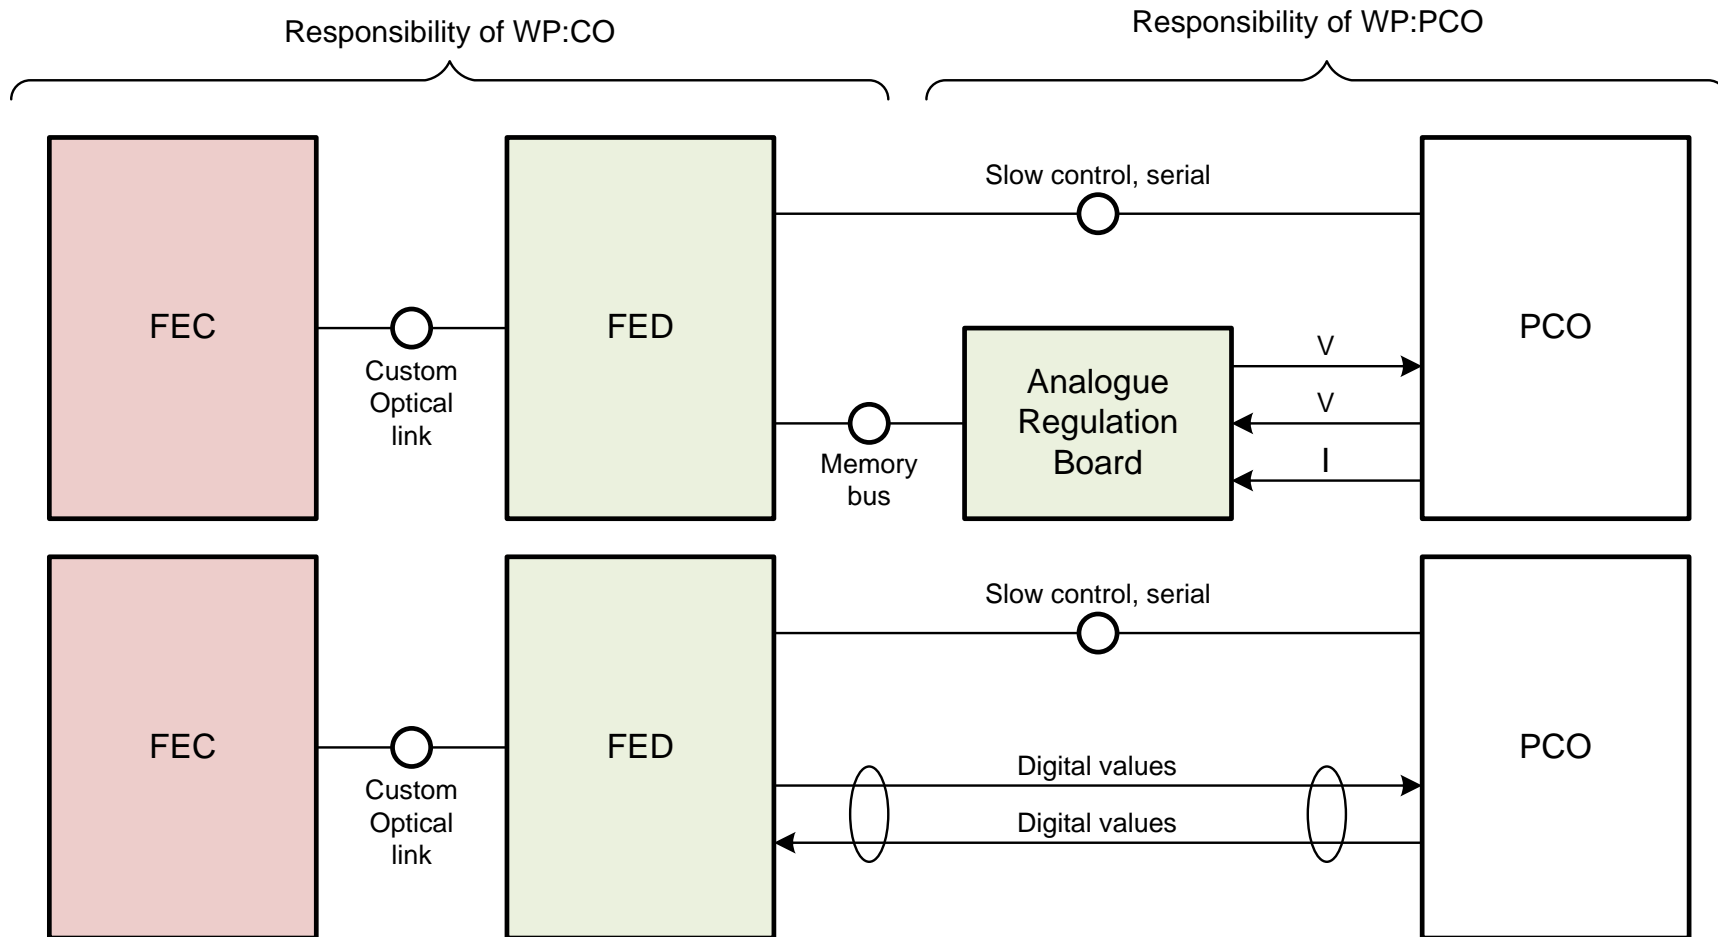 Responsibility of WP:CO
Responsibility of WP:PCO
Slow control, serial
FEC
Custom
Optical
link
FED
Memory
bus
Analogue
Regulation
Board
V
V
I
PCO
Slow control, serial
FEC
Custom
Optical
link
FED
Digital values
Digital values
PCO